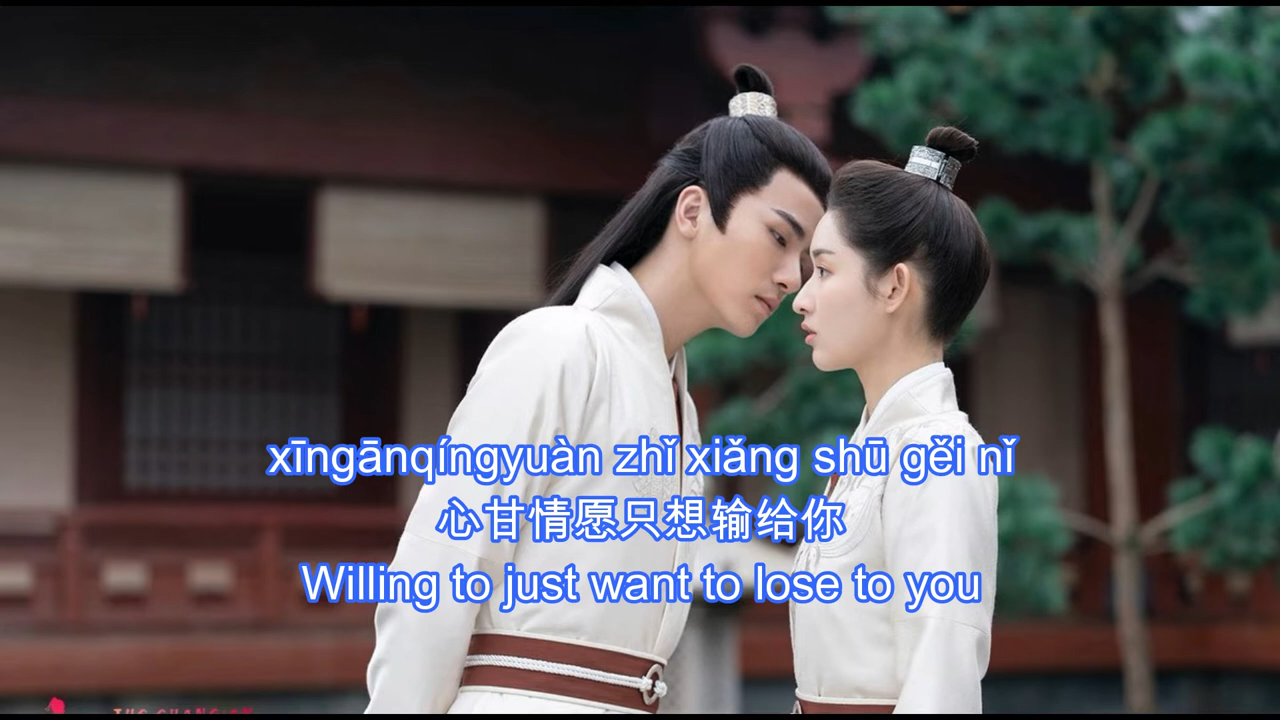 xīngānqíngyuàn zhǐ xiǎng shū gěi nǐ
心甘情愿只想输给你
Willing to just want to lose to you